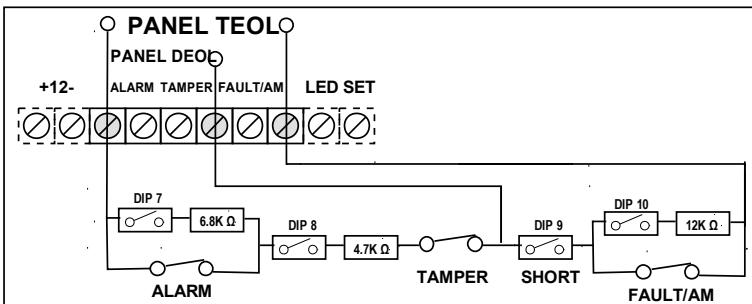 PANEL TEOL
PANEL DEOL
+12- ALARM TAMPER FAULT/AM LED SET
DIP 7
6.8K Ω
DIP 8
4.7K Ω
DIP 9
DIP 10
12K Ω
ALARM
TAMPER
SHORT
FAULT/AM